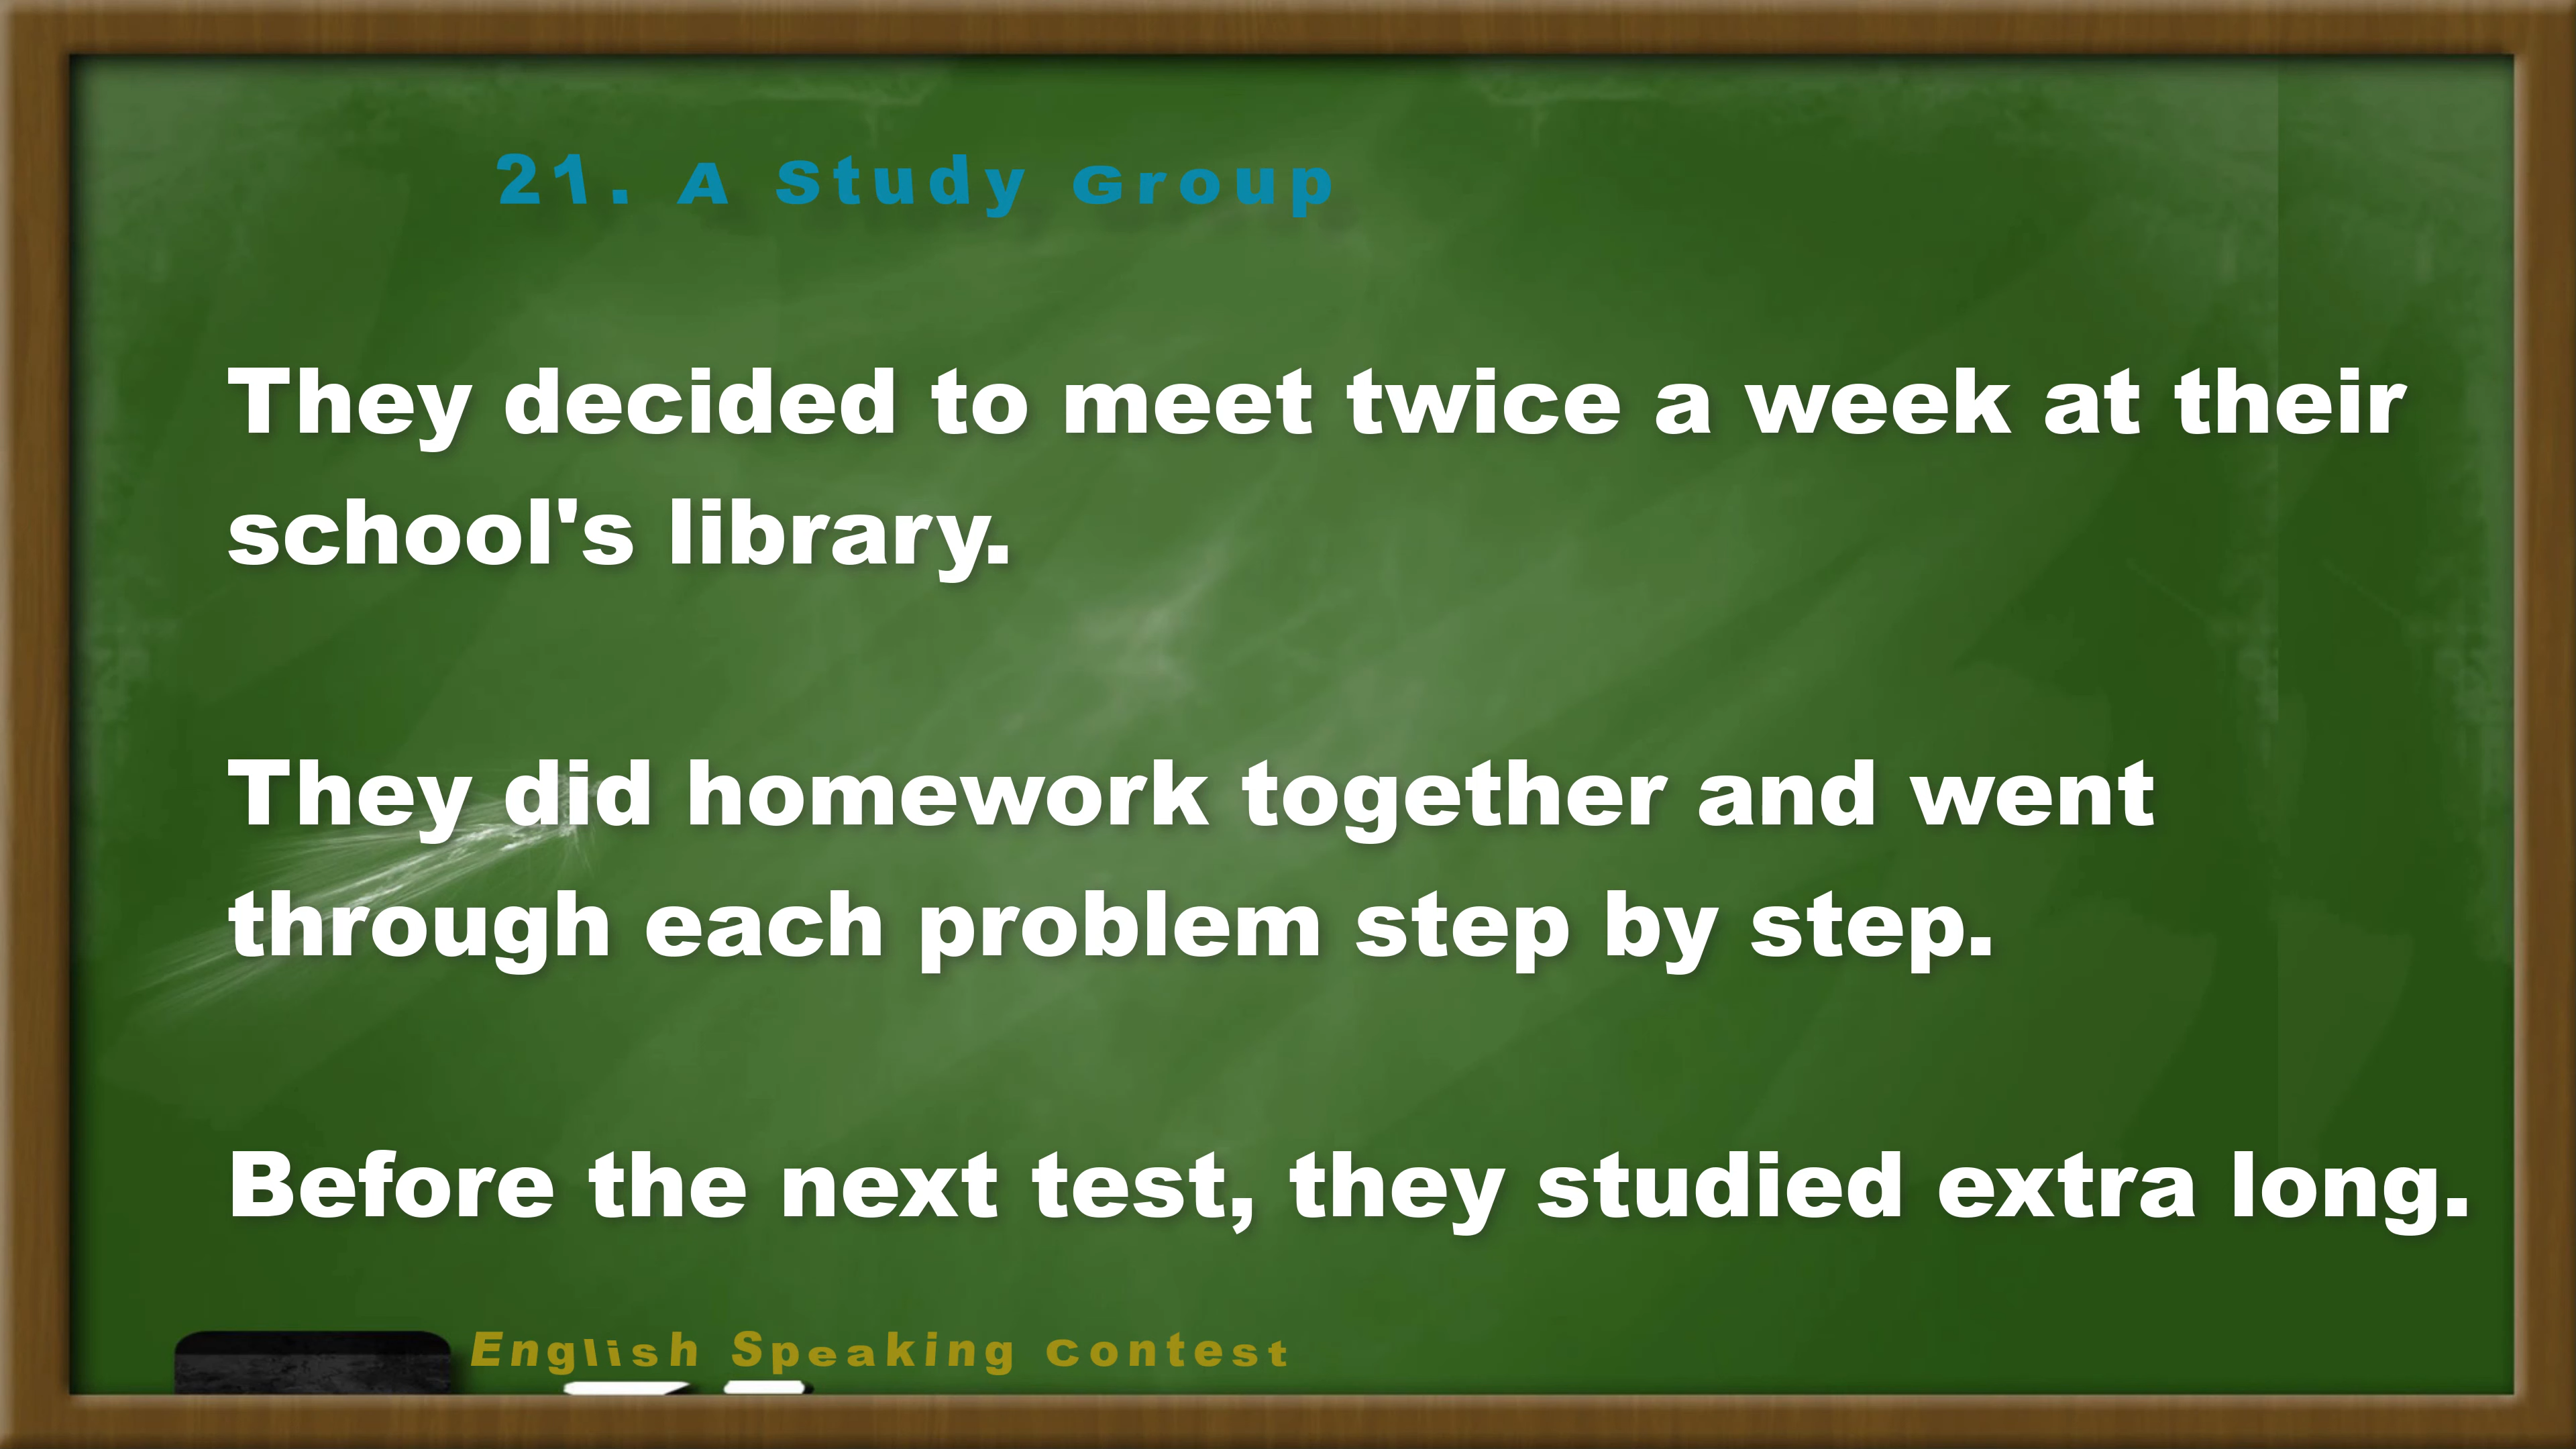 21. A Study Group
They decided to meet twice a week at their
school's library.
They did homework together and went
through each problem step by step.
Before the next test, they studied extra long.
English Speaking Contest